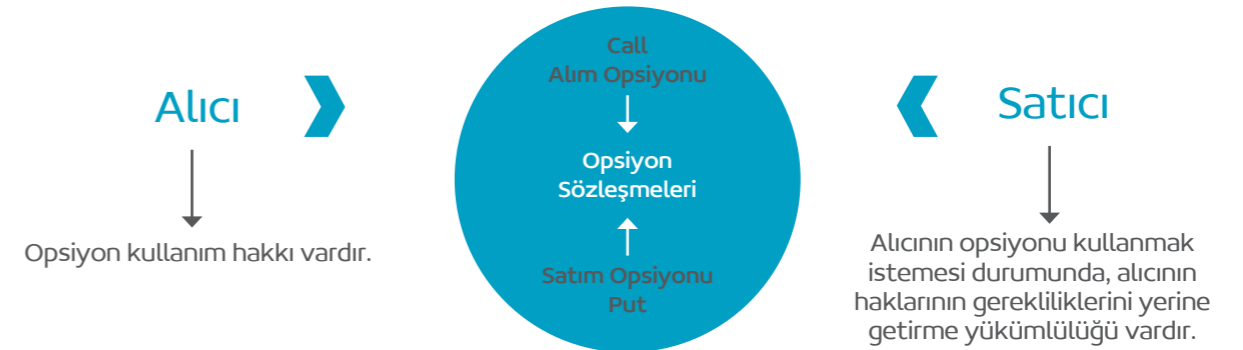 Alıcı
Opsiyon kullanım hakkı vardır.
Call
Alım Opsiyonu
Opsiyon
Sözleşmeleri
Satım Opsiyonu
Put
Satıcı
Alıcının opsiyonu kullanmak
istemesi durumunda, alıcının
haklarının gerekliliklerini yerine
getirme yükümlülüğü vardır.